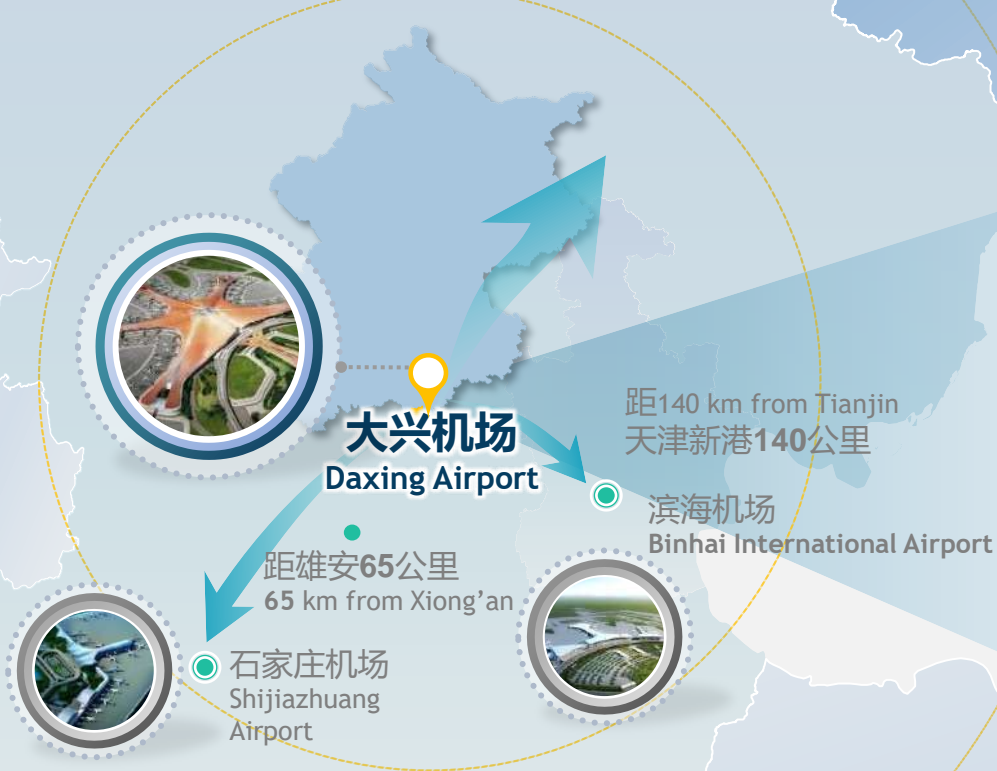 距140 km from Tianjin
天津新港140公里
大兴机场
Daxing Airport
滨海机场
Binhai International Airport
距雄安65公里
65 km from Xiong’an
石家庄机场
Shijiazhuang
Airport